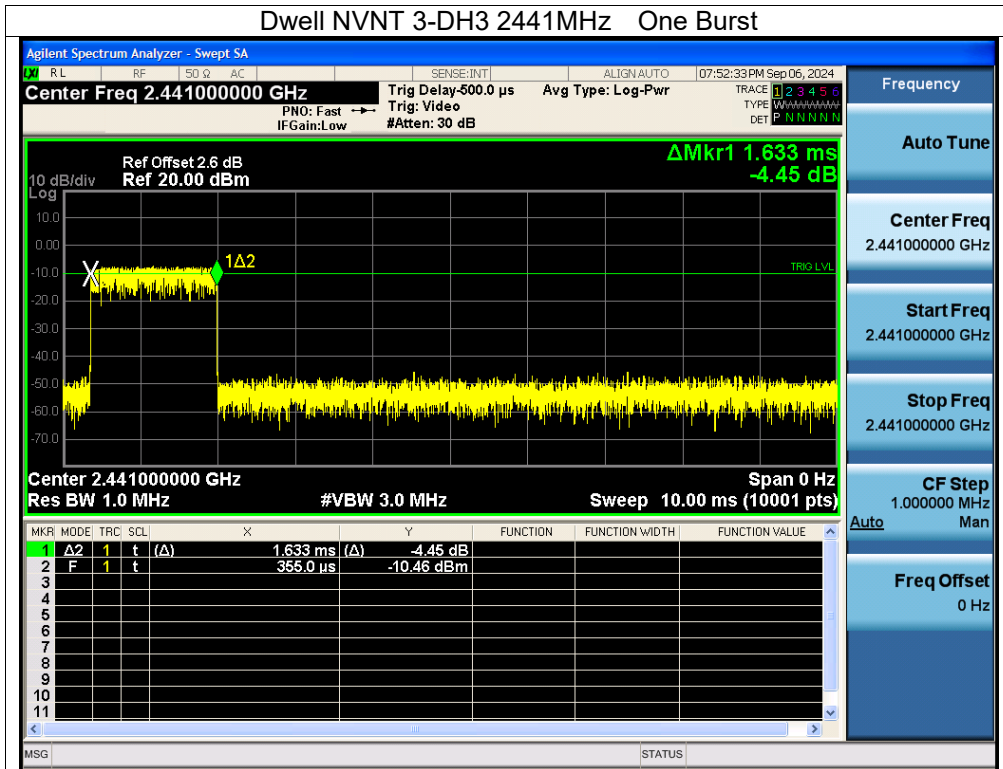 Dwell NVNT 3-DH3 2441MHz One Burst
Agilent Spectrum Analyzer - Swept SA
LXI RL RF 50 Ω AC SENSE:INT ALIGN AUTO 07:52:33 PM Sep 06, 2024
Center Freq 2.441000000 GHz
PNO: Fast
IFGain:Low
Trig Delay-500.0 µs
Trig: Video
#Atten: 30 dB
Avg Type: Log-Pwr
TRACE 1 2 3 4 5 6
TYPE WWWWWW
DET P N N N N N
ΔMkr1 1.633 ms
-4.45 dB
Ref Offset 2.6 dB
10 dB/div Ref 20.00 dBm
Log
10.0
0.00
-10.0
-20.0
-30.0
-40.0
-50.0
-60.0
-70.0
X
1Δ2
TRIG LVL
Center 2.441000000 GHz Span 0 Hz
Res BW 1.0 MHz #VBW 3.0 MHz Sweep 10.00 ms (10001 pts)
MKR MODE TRC SCL X Y FUNCTION FUNCTION WIDTH FUNCTION VALUE
1 Δ2 1 t (Δ) 1.633 ms (Δ) -4.45 dB
2 F 1 t 355.0 µs -10.46 dBm
3
4
5
6
7
8
9
10
11
MSG STATUS
Frequency
Auto Tune
Center Freq
2.441000000 GHz
Start Freq
2.441000000 GHz
Stop Freq
2.441000000 GHz
CF Step
1.000000 MHz
Auto Man
Freq Offset
0 Hz